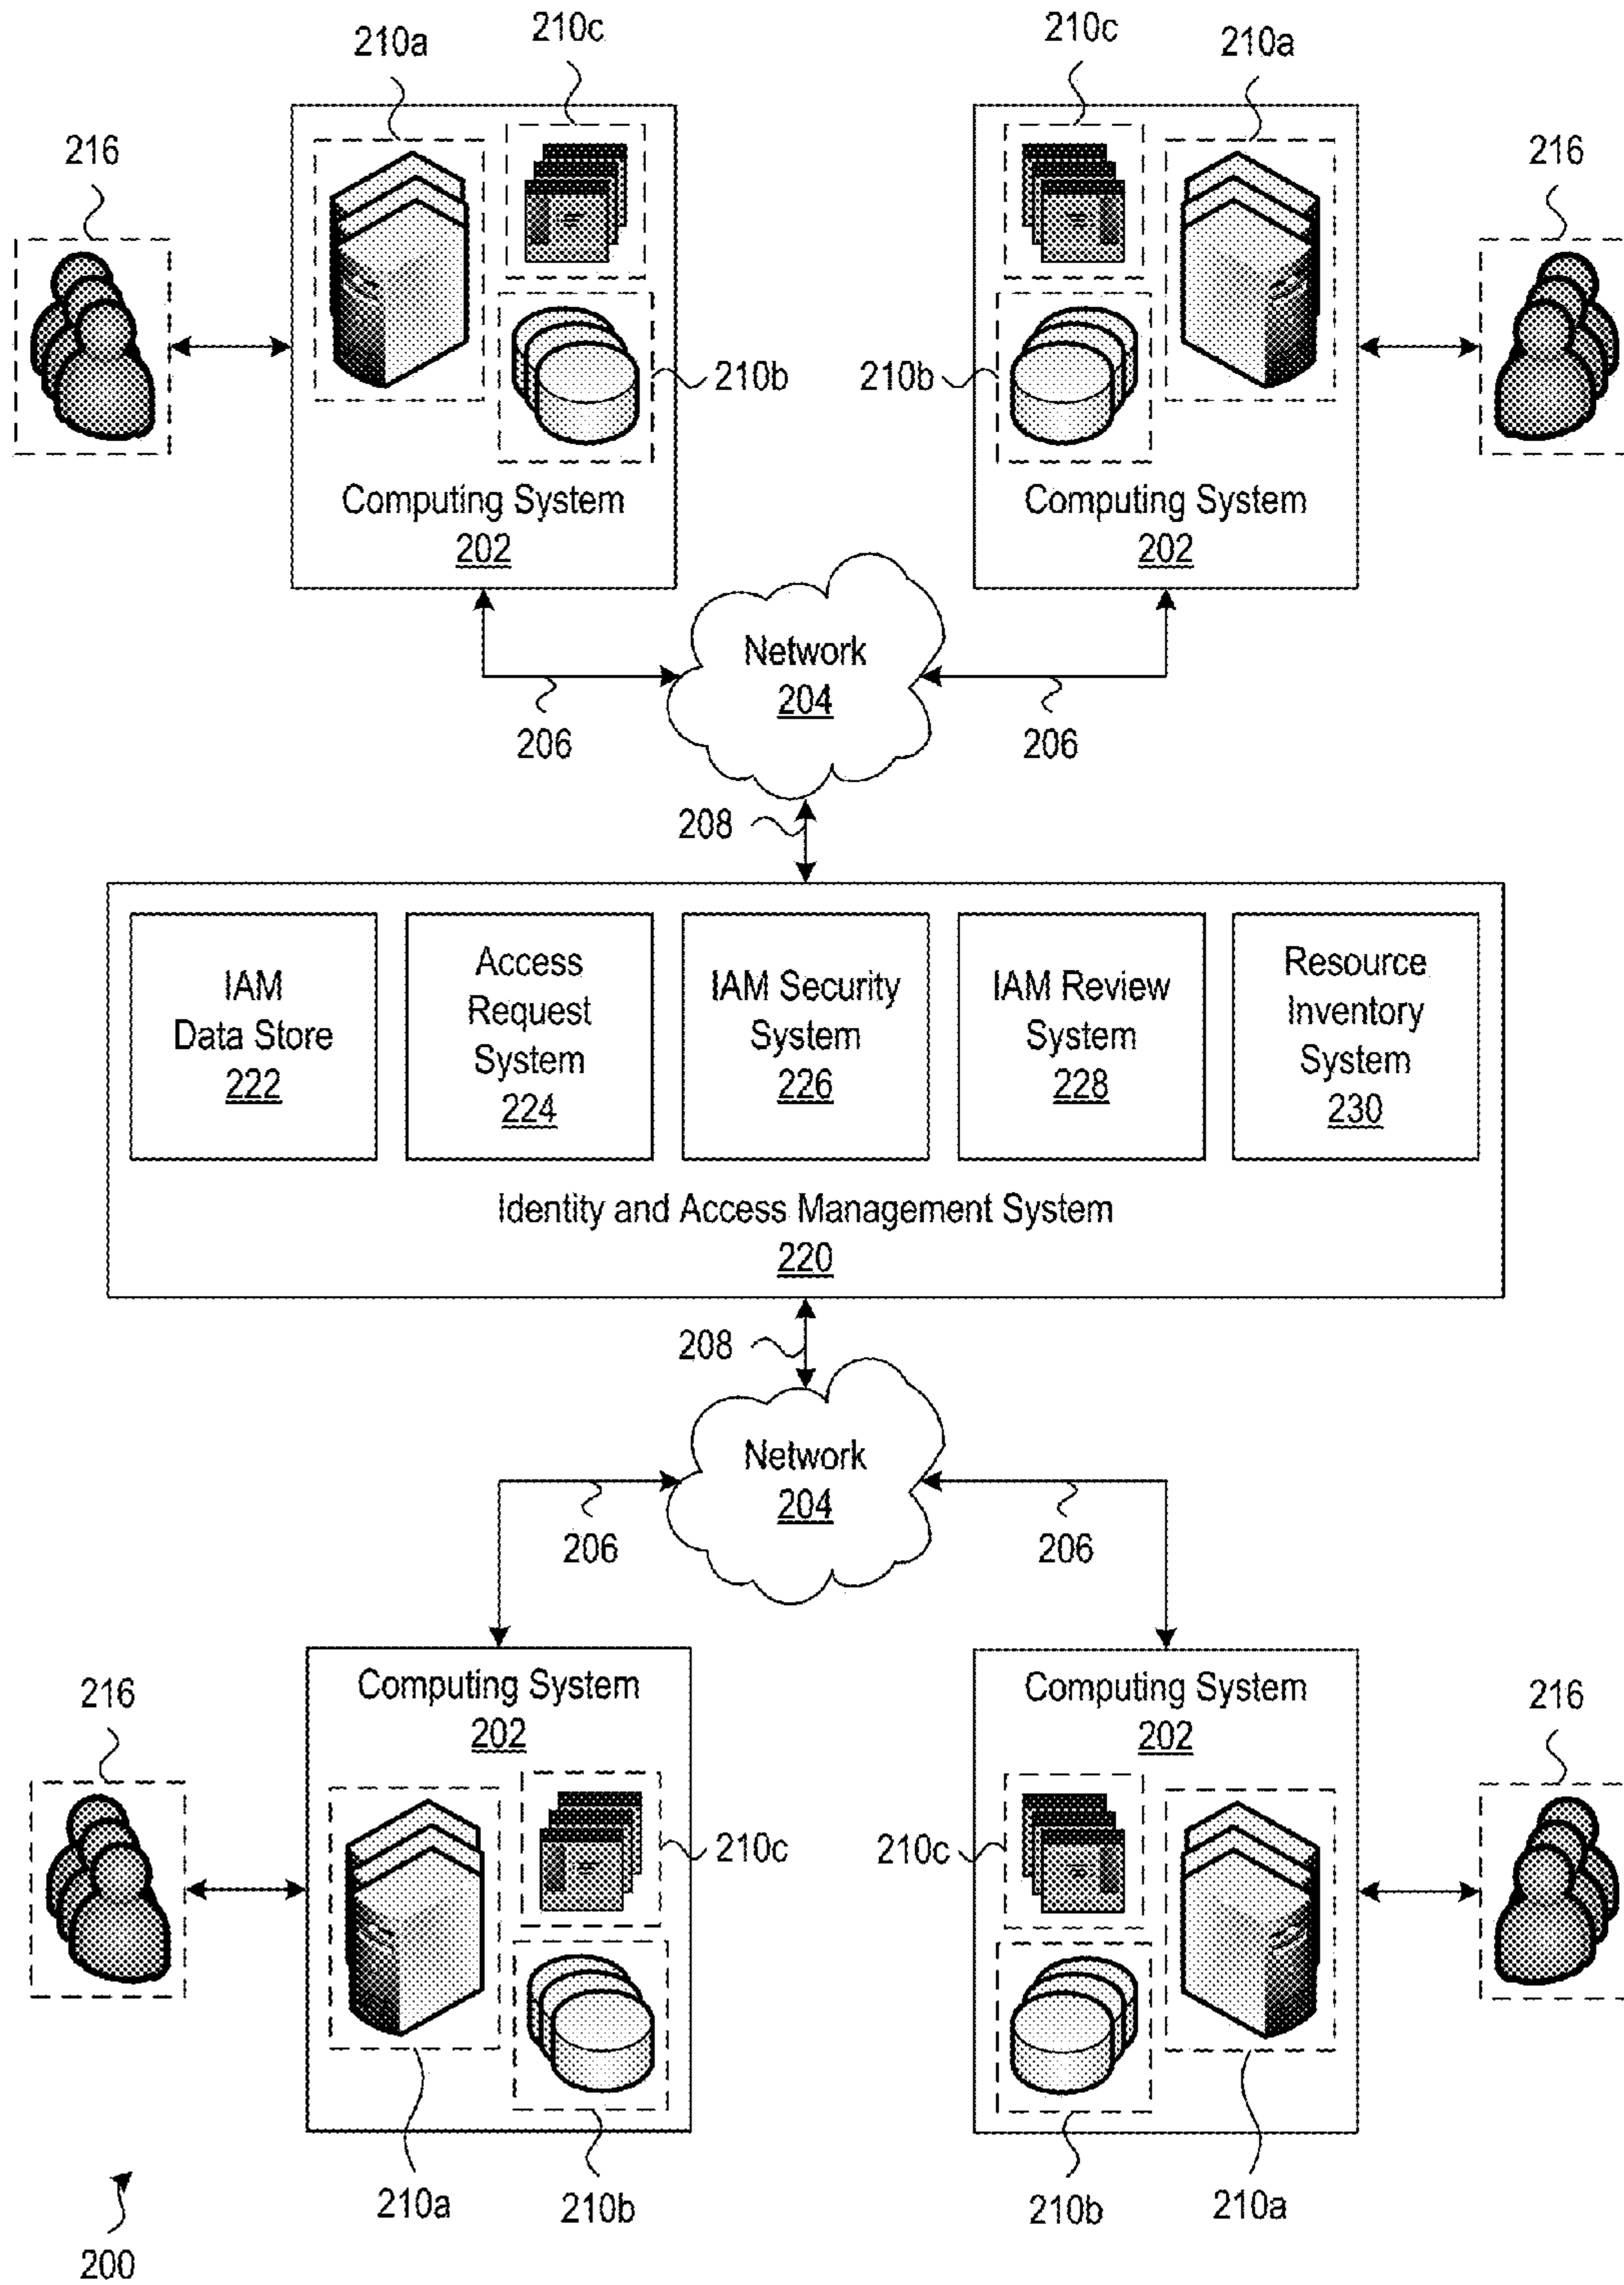 210a
210c
210c
210a
216
216
210b
210b
Computing System
202
Computing System
202
Network
204
206
206
208
IAM
Data Store
222
Access
Request
System
224
IAM Security
System
226
IAM Review
System
228
Resource
Inventory
System
230
Identity and Access Management System
220
208
Network
204
206
206
216
Computing System
202
Computing System
202
216
210c
210c
210a
210b
210b
210a
200